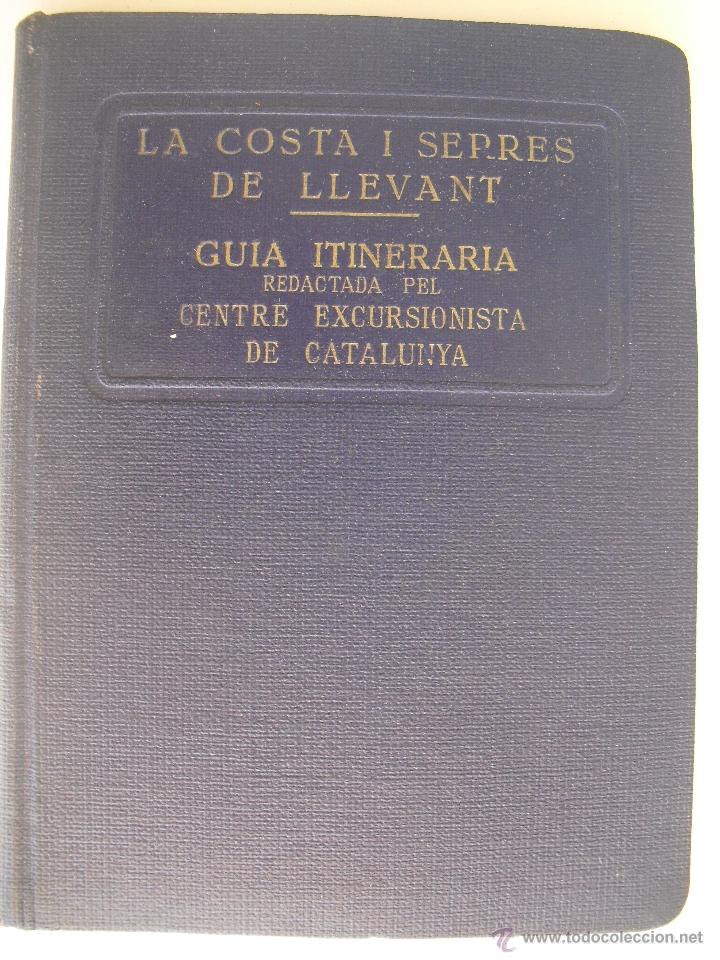 LA COSTA I SERRES
DE LLEVANT
GUIA ITINERARIA
REDACTADA PEL
CENTRE EXCURSIONISTA
DE CATALUNYA
www.todocoleccion.net